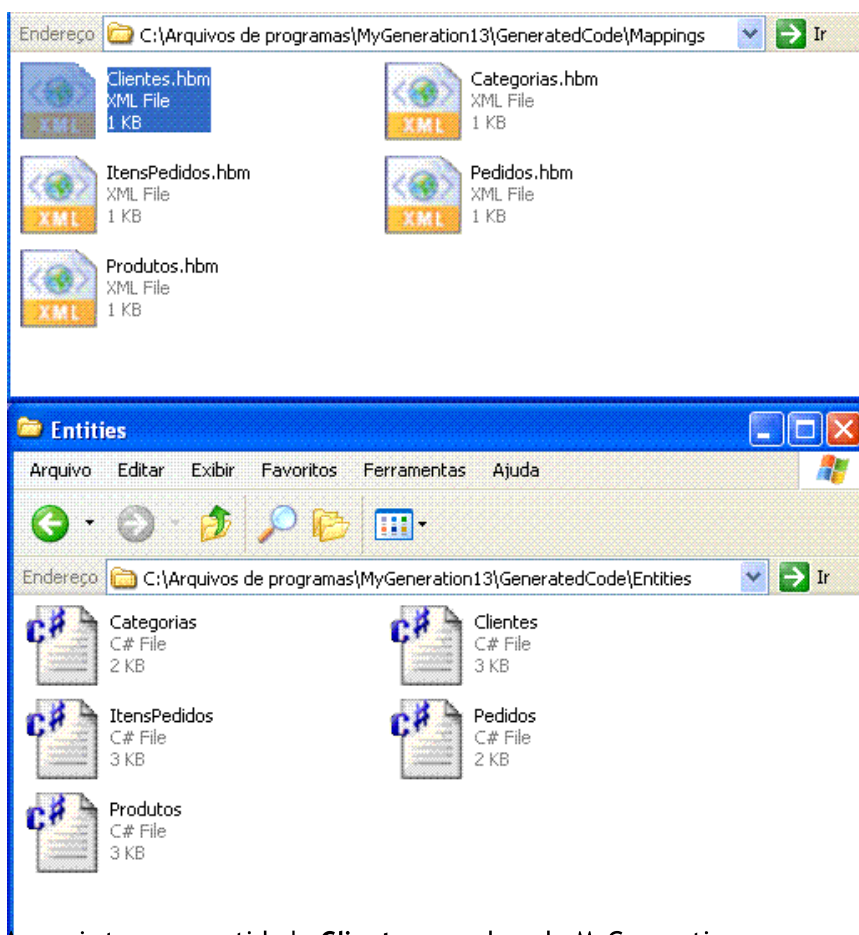 Endereço C:\Arquivos de programas\MyGeneration13\GeneratedCode\Mappings Ir
Clientes.hbm
XML File
1 KB
Categorias.hbm
XML File
1 KB
ItensPedidos.hbm
XML File
1 KB
Pedidos.hbm
XML File
1 KB
Produtos.hbm
XML File
1 KB
Entities
Arquivo Editar Exibir Favoritos Ferramentas Ajuda
Endereço C:\Arquivos de programas\MyGeneration13\GeneratedCode\Entities Ir
Categorias
C# File
2 KB
Clientes
C# File
3 KB
ItensPedidos
C# File
3 KB
Pedidos
C# File
2 KB
Produtos
C# File
3 KB